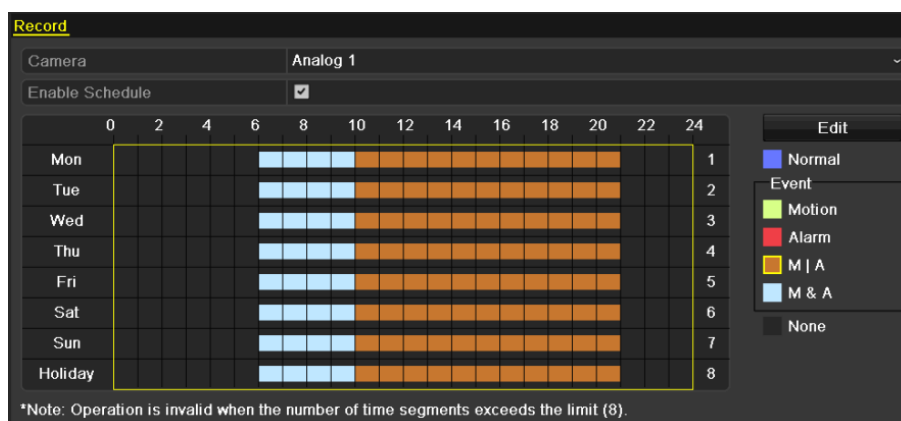 Record
Camera Analog 1
Enable Schedule
0 2 4 6 8 10 12 14 16 18 20 22 24
Edit
Mon 1
Normal
Tue 2
Event
Motion
Wed 3
Alarm
Thu 4
M | A
Fri 5
M & A
Sat 6
None
Sun 7
Holiday 8
*Note: Operation is invalid when the number of time segments exceeds the limit (8).